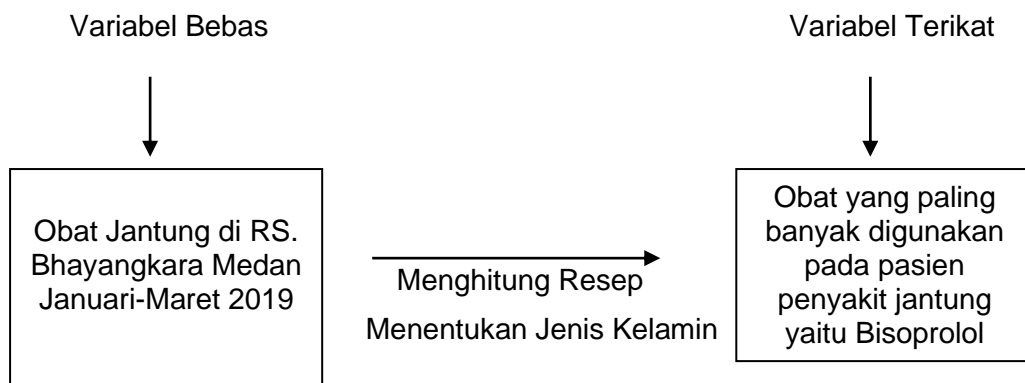 Variabel Bebas
Variabel Terikat
Obat Jantung di RS.
Bhayangkara Medan
Januari-Maret 2019
Menghitung Resep
Menentukan Jenis Kelamin
Obat yang paling
banyak digunakan
pada pasien
penyakit jantung
yaitu Bisoprolol